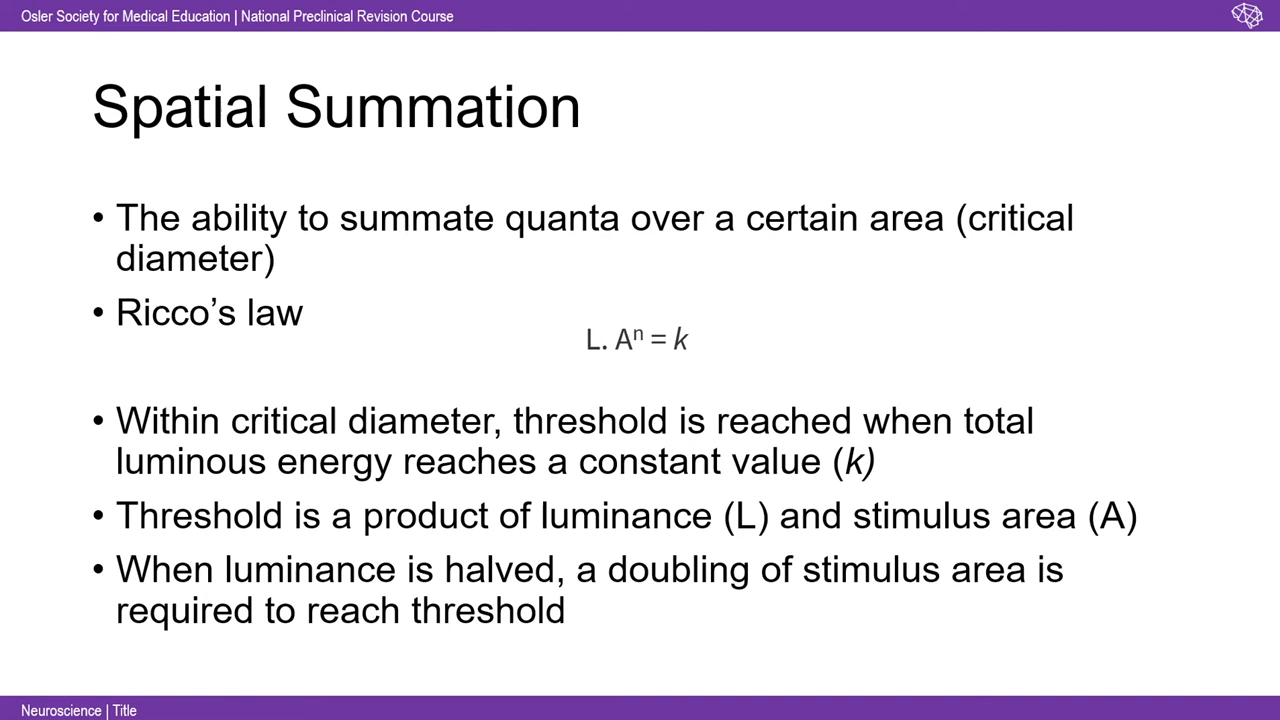 Osler Society for Medical Education | National Preclinical Revision Course
Spatial Summation
• The ability to summate quanta over a certain area (critical
diameter)
• Ricco’s law
L. Aⁿ = k
• Within critical diameter, threshold is reached when total
luminous energy reaches a constant value (k)
• Threshold is a product of luminance (L) and stimulus area (A)
• When luminance is halved, a doubling of stimulus area is
required to reach threshold
Neuroscience | Title